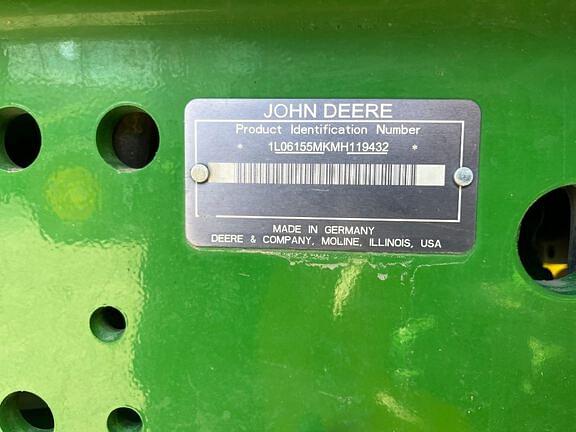 JOHN DEERE
Product Identification Number
* 1L06155MKMH119432 *
MADE IN GERMANY
DEERE & COMPANY, MOLINE, ILLINOIS, USA